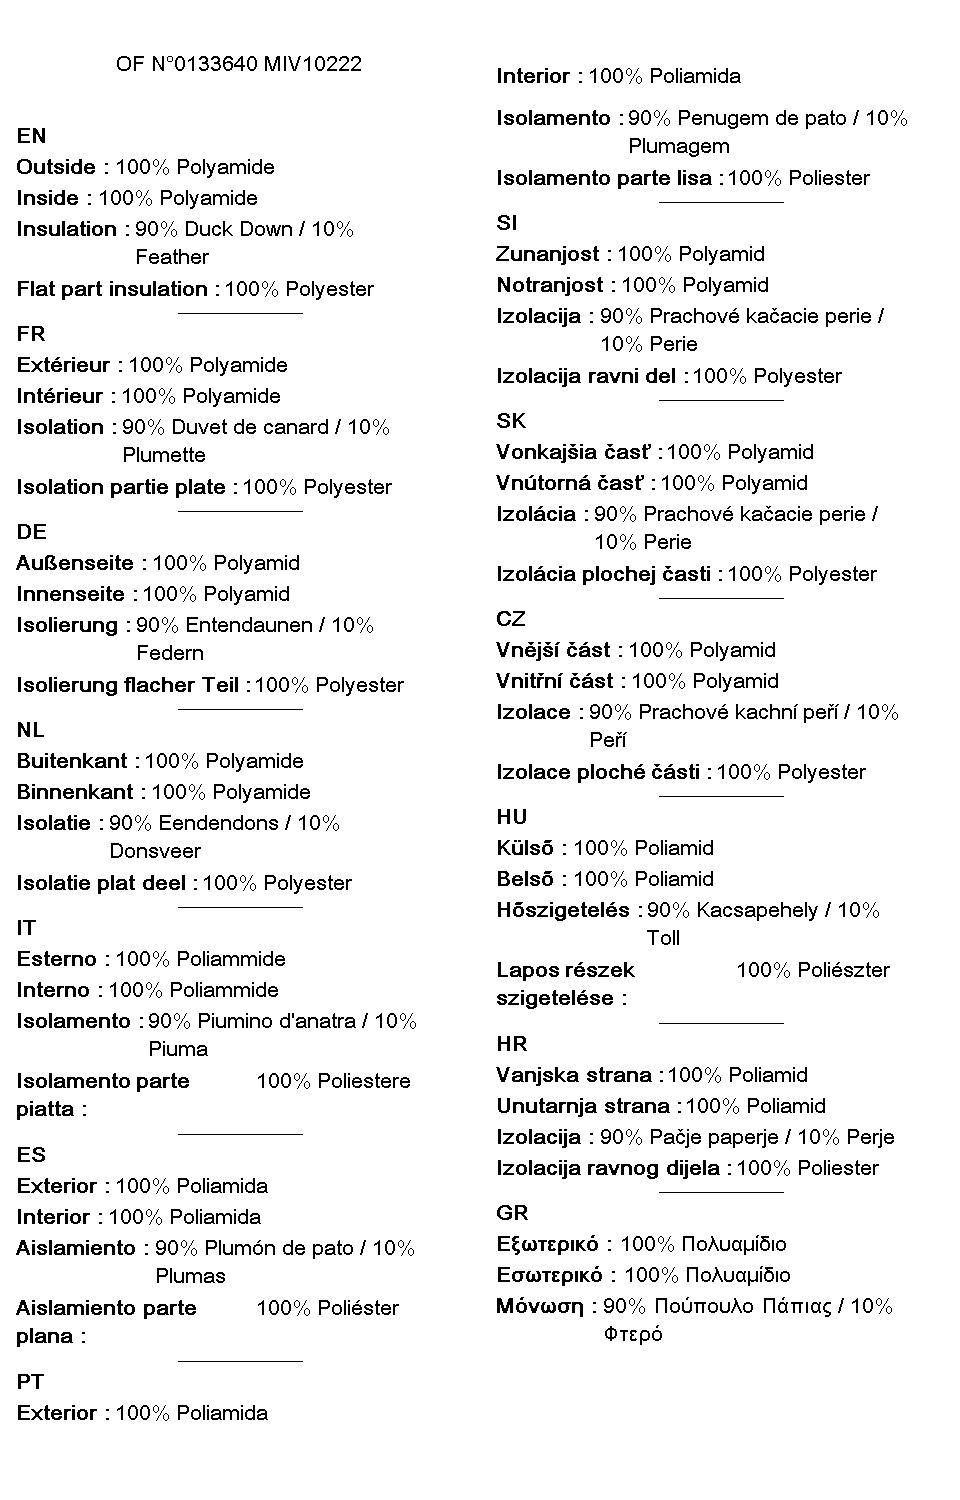 OF N°0133640 MIV10222
EN
Outside : 100% Polyamide
Inside : 100% Polyamide
Insulation : 90% Duck Down / 10%
Feather
Flat part insulation : 100% Polyester
FR
Extérieur : 100% Polyamide
Intérieur : 100% Polyamide
Isolation : 90% Duvet de canard / 10%
Plumette
Isolation partie plate : 100% Polyester
DE
Außenseite : 100% Polyamid
Innenseite : 100% Polyamid
Isolierung : 90% Entendaunen / 10%
Federn
Isolierung flacher Teil : 100% Polyester
NL
Buitenkant : 100% Polyamide
Binnenkant : 100% Polyamide
Isolatie : 90% Eendendons / 10%
Donsveer
Isolatie plat deel : 100% Polyester
IT
Esterno : 100% Poliammide
Interno : 100% Poliammide
Isolamento : 90% Piumino d'anatra / 10%
Piuma
Isolamento parte 100% Poliestere
piatta :
ES
Exterior : 100% Poliamida
Interior : 100% Poliamida
Aislamiento : 90% Plumón de pato / 10%
Plumas
Aislamiento parte 100% Poliéster
plana :
PT
Exterior : 100% Poliamida
Interior : 100% Poliamida
Isolamento : 90% Penugem de pato / 10%
Plumagem
Isolamento parte lisa : 100% Poliester
SI
Zunanjost : 100% Polyamid
Notranjost : 100% Polyamid
Izolacija : 90% Prachové kačacie perie /
10% Perie
Izolacija ravni del : 100% Polyester
SK
Vonkajšia časť : 100% Polyamid
Vnútorná časť : 100% Polyamid
Izolácia : 90% Prachové kačacie perie /
10% Perie
Izolácia plochej časti : 100% Polyester
CZ
Vnější část : 100% Polyamid
Vnitřní část : 100% Polyamid
Izolace : 90% Prachové kachní peří / 10%
Peří
Izolace ploché části : 100% Polyester
HU
Külső : 100% Poliamid
Belső : 100% Poliamid
Hőszigetelés : 90% Kacsapehely / 10%
Toll
Lapos részek 100% Poliészter
szigetelése :
HR
Vanjska strana : 100% Poliamid
Unutarnja strana : 100% Poliamid
Izolacija : 90% Pačje paperje / 10% Perje
Izolacija ravnog dijela : 100% Poliester
GR
Εξωτερικό : 100% Πολυαμίδιο
Εσωτερικό : 100% Πολυαμίδιο
Μόνωση : 90% Πούπουλο Πάπιας / 10%
Φτερό